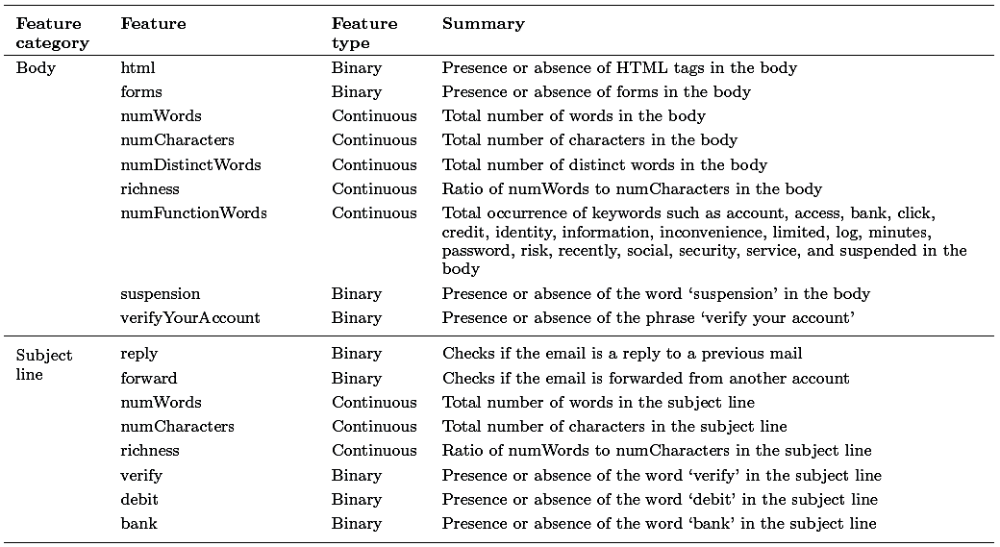 Feature category Feature Feature type Summary
Body html Binary Presence or absence of HTML tags in the body
forms Binary Presence or absence of forms in the body
numWords Continuous Total number of words in the body
numCharacters Continuous Total number of characters in the body
numDistinctWords Continuous Total number of distinct words in the body
richness Continuous Ratio of numWords to numCharacters in the body
numFunctionWords Continuous Total occurrence of keywords such as account, access, bank, click,
credit, identity, information, inconvenience, limited, log, minutes,
password, risk, recently, social, security, service, and suspended in the
body
suspension Binary Presence or absence of the word ‘suspension’ in the body
verifyYourAccount Binary Presence or absence of the phrase ‘verify your account’
Subject line reply Binary Checks if the email is a reply to a previous mail
forward Binary Checks if the email is forwarded from another account
numWords Continuous Total number of words in the subject line
numCharacters Continuous Total number of characters in the subject line
richness Continuous Ratio of numWords to numCharacters in the subject line
verify Binary Presence or absence of the word ‘verify’ in the subject line
debit Binary Presence or absence of the word ‘debit’ in the subject line
bank Binary Presence or absence of the word ‘bank’ in the subject line